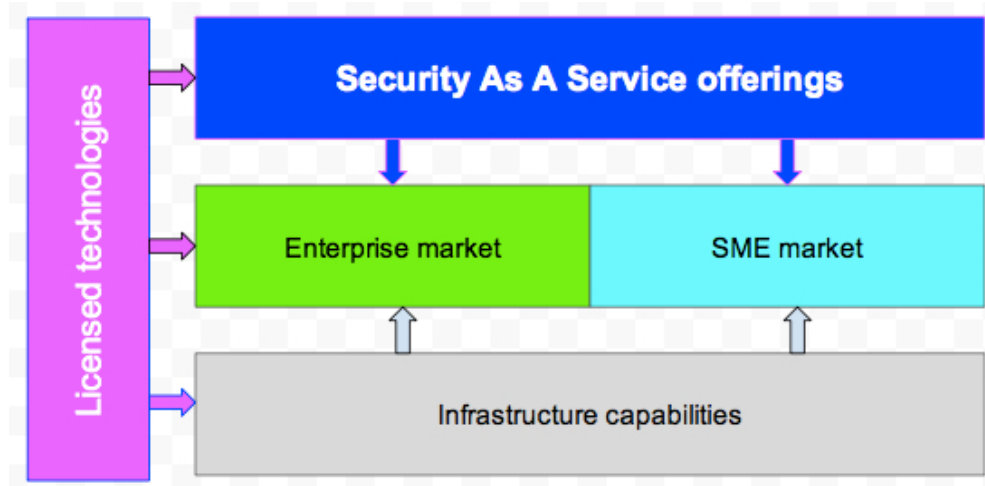 Licensed technologies
Security As A Service offerings
Enterprise market
SME market
Infrastructure capabilities